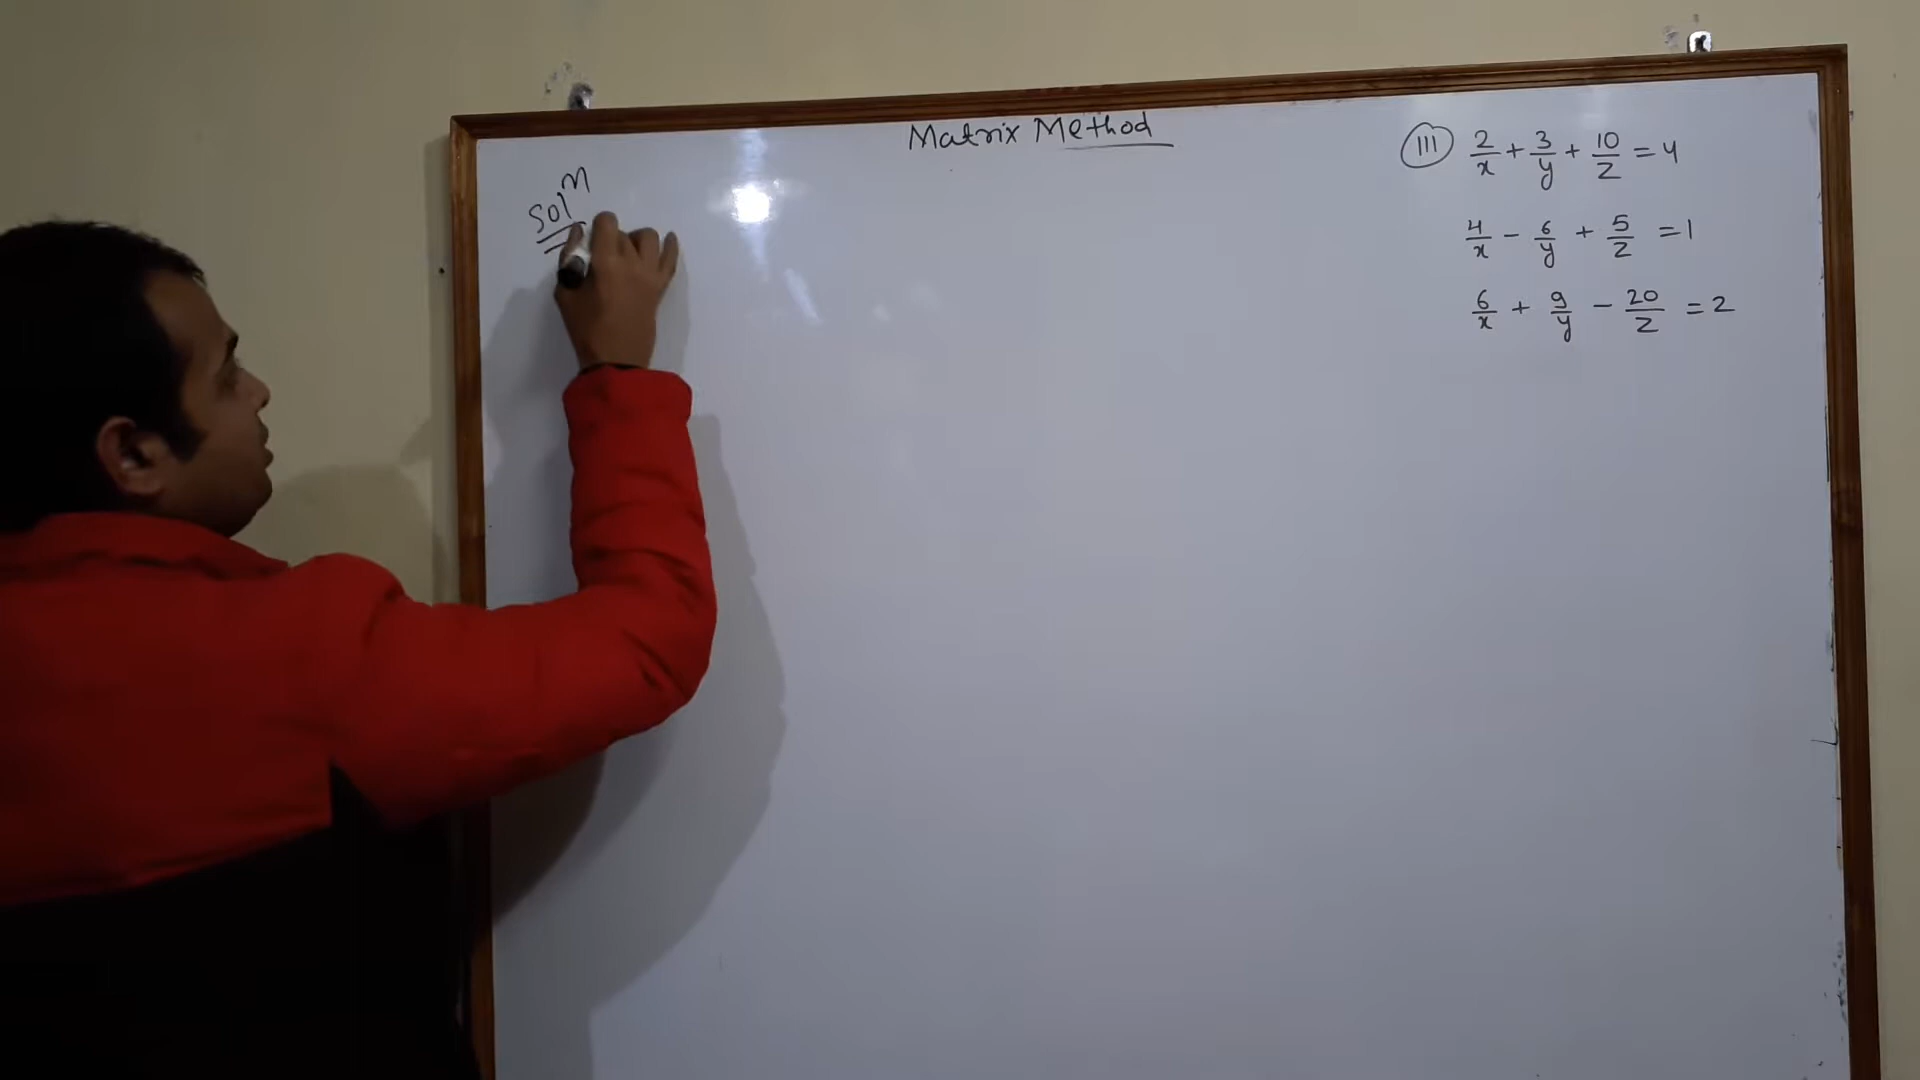 Matrix Method
Solⁿ
III 2/x + 3/y + 10/z = 4
4/x - 6/y + 5/z = 1
6/x + 9/y - 20/z = 2